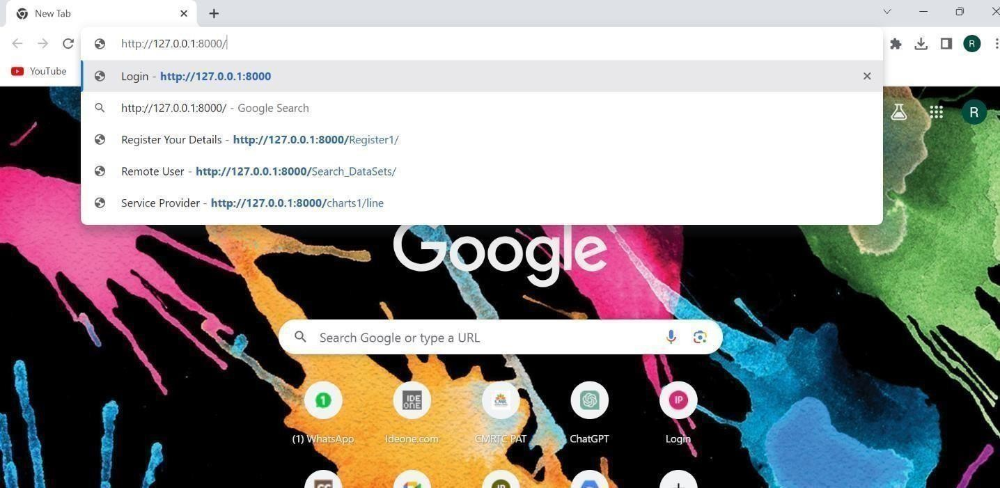 New Tab
http://127.0.0.1:8000/
R
YouTube
Login - http://127.0.0.1:8000
http://127.0.0.1:8000/ - Google Search
R
Register Your Details - http://127.0.0.1:8000/Register1/
Remote User - http://127.0.0.1:8000/Search_DataSets/
Service Provider - http://127.0.0.1:8000/charts1/line
Google
Search Google or type a URL
1 IDE ONE CMR IP
(1) WhatsApp Ideone.com CMRTC PAT ChatGPT Login